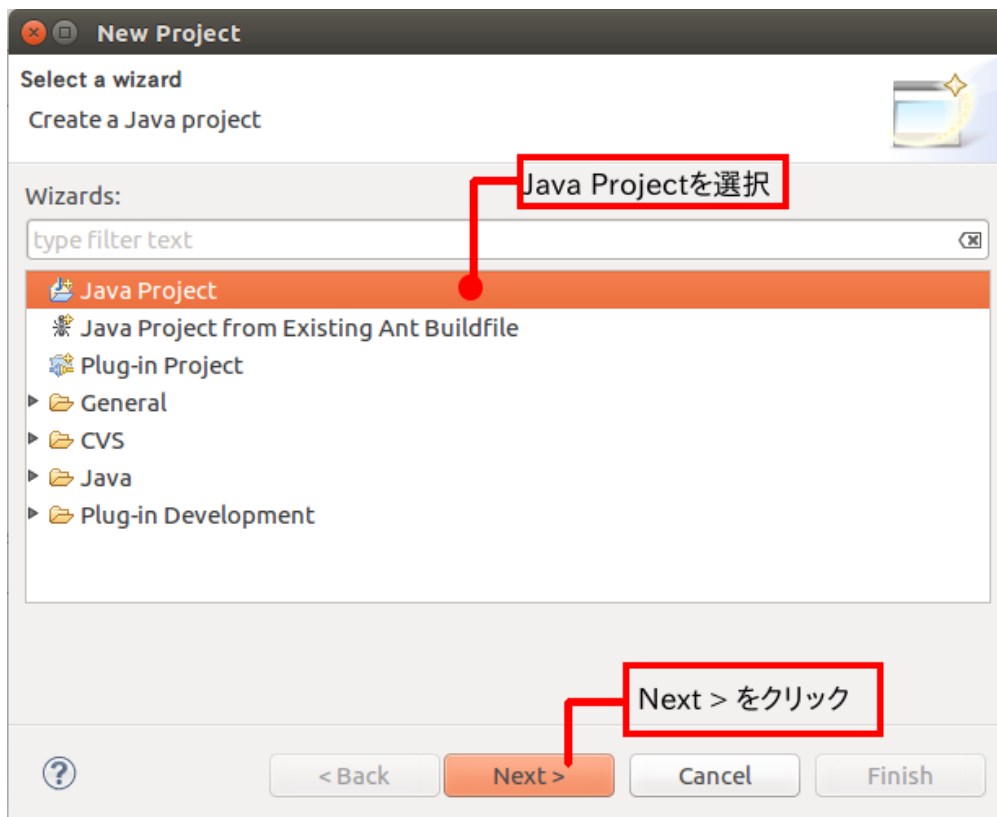 New Project
Select a wizard
Create a Java project
Java Projectを選択
Wizards:
type filter text
Java Project
Java Project from Existing Ant Buildfile
Plug-in Project
General
CVS
Java
Plug-in Development
Next > をクリック
?
< Back
Next >
Cancel
Finish